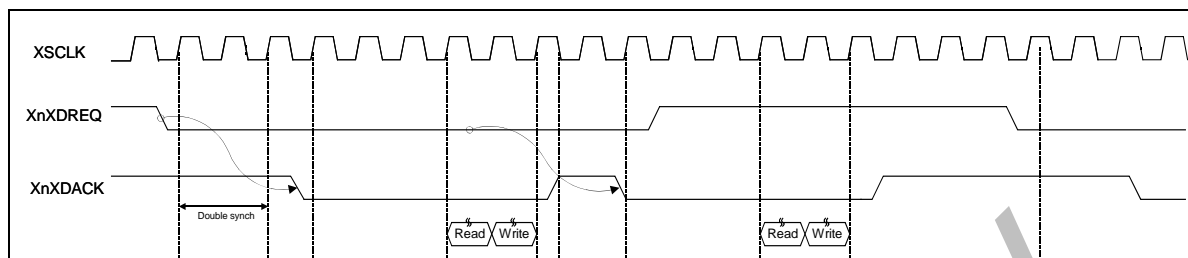 XSCLK
XnXDREQ
XnXDACK
Double synch
Read Write
Read Write